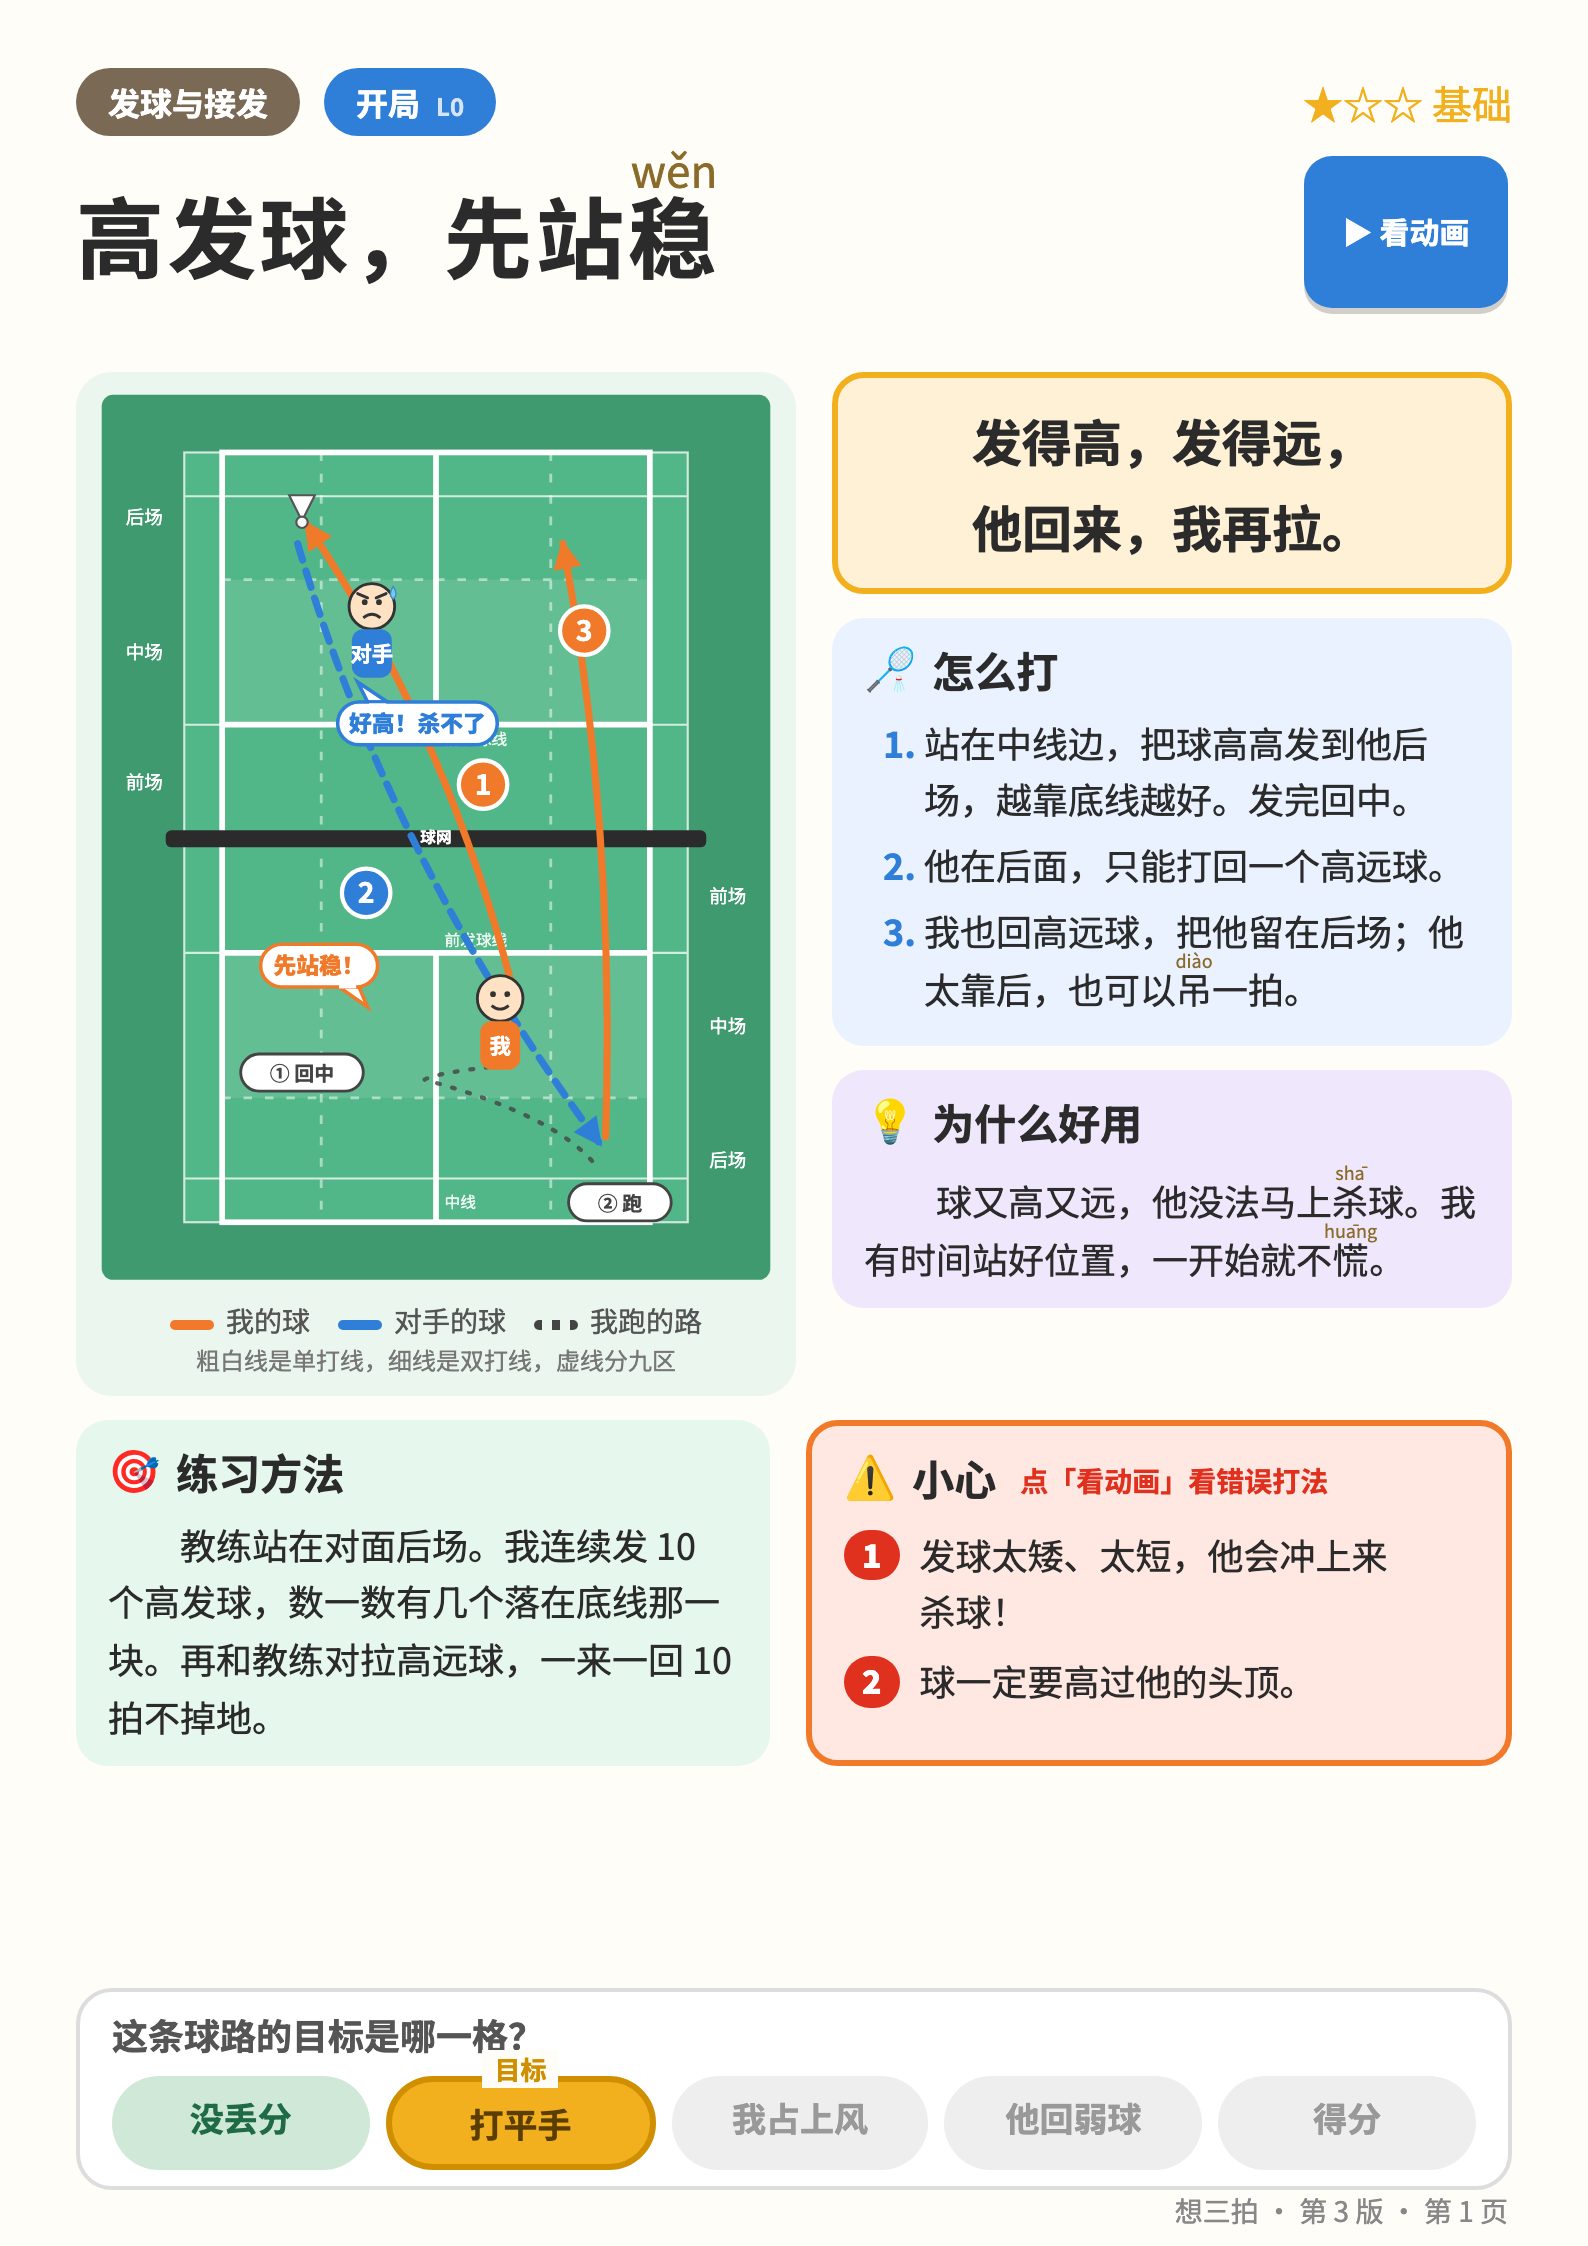 发球与接发
开局 L0
★☆☆ 基础
wěn
高发球，先站稳
▶ 看动画
后场
中场
前场
对手
好高！杀不了
球线
1
3
球网
2
前场
前发球线
先站稳！
我
中场
① 回中
后场
中线
② 跑
我的球 对手的球 我跑的路
粗白线是单打线，细线是双打线，虚线分九区
发得高，发得远，
他回来，我再拉。
怎么打
1. 站在中线边，把球高高发到他后
场，越靠底线越好。发完回中。
2. 他在后面，只能打回一个高远球。
3. 我也回高远球，把他留在后场；他
diào
太靠后，也可以吊一拍。
为什么好用
shā
球又高又远，他没法马上杀球。我
huāng
有时间站好位置，一开始就不慌。
练习方法
教练站在对面后场。我连续发 10
个高发球，数一数有几个落在底线那一
块。再和教练对拉高远球，一来一回 10
拍不掉地。
小心 点「看动画」看错误打法
1 发球太矮、太短，他会冲上来
杀球！
2 球一定要高过他的头顶。
这条球路的目标是哪一格？
目标
没丢分 打平手 我占上风 他回弱球 得分
想三拍 · 第 3 版 · 第 1 页